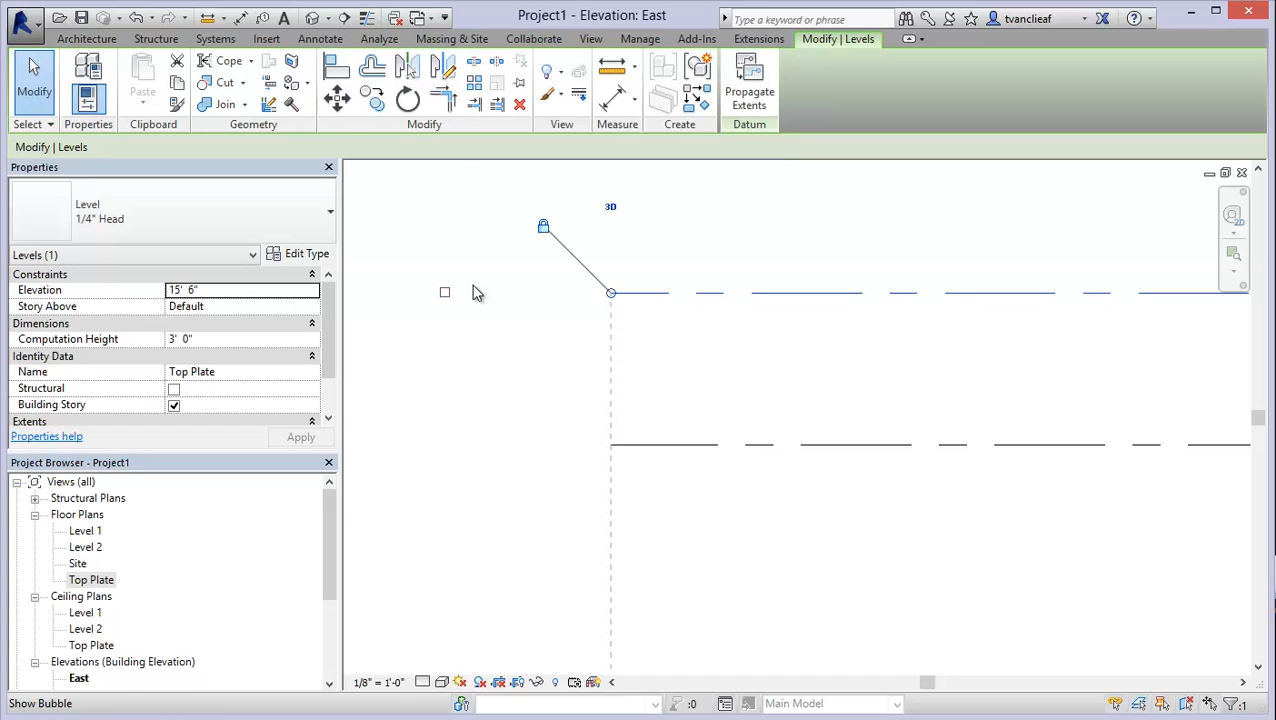 Project1 - Elevation: East
Type a keyword or phrase
tvanclieaf
Architecture Structure Systems Insert Annotate Analyze Massing & Site Collaborate View Manage Add-Ins Extensions Modify | Levels
Modify
Paste
Cope
Cut
Join
Propagate
Extents
Select Properties Clipboard Geometry Modify View Measure Create Datum
Modify | Levels
Properties
Level
1/4" Head
Levels (1)
Edit Type
Constraints
Elevation 15' 6"
Story Above Default
Dimensions
Computation Height 3' 0"
Identity Data
Name Top Plate
Structural
Building Story
Extents
Properties help
Apply
Project Browser - Project1
Views (all)
Structural Plans
Floor Plans
Level 1
Level 2
Site
Top Plate
Ceiling Plans
Level 1
Level 2
Top Plate
Elevations (Building Elevation)
East
3D
2D
1/8" = 1'-0"
Show Bubble
:0
Main Model
:1